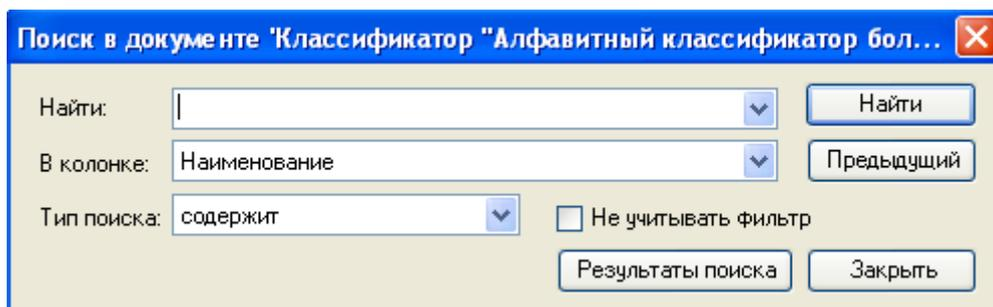 Поиск в документе 'Классификатор "Алфавитный классификатор бол...
Найти: Найти
В колонке: Наименование Предыдущий
Тип поиска: содержит Не учитывать фильтр
Результаты поиска Закрыть